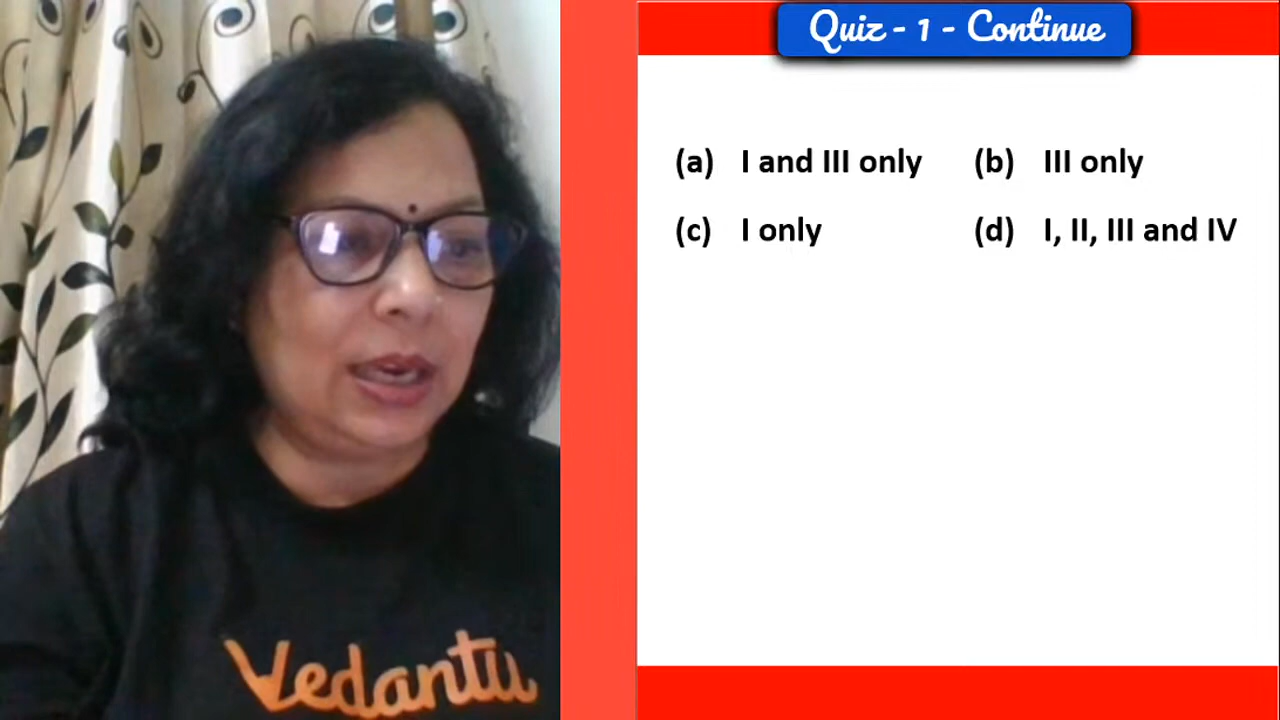 Quiz - 1 - Continue
(a) I and III only (b) III only
(c) I only (d) I, II, III and IV
Vedantu